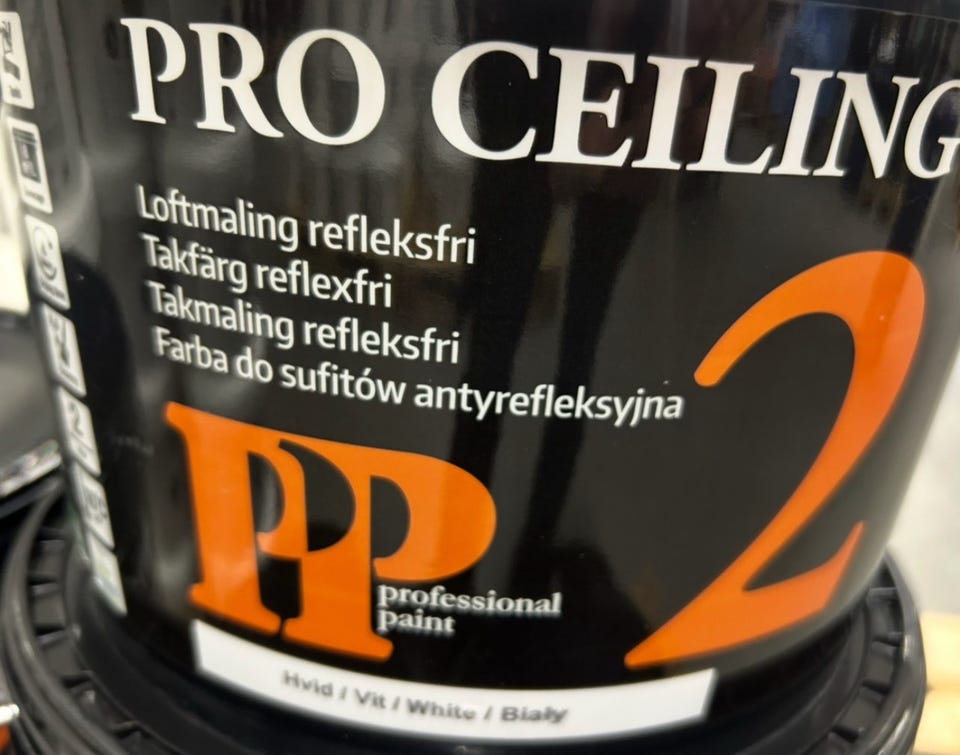 PRO CEILING
Loftmaling refleksfri
Takfärg reflexfri
Takmaling refleksfri
Farba do sufitów antyrefleksyjna
2
PP
professional
paint
Hvid / Vit / White / Biały
2